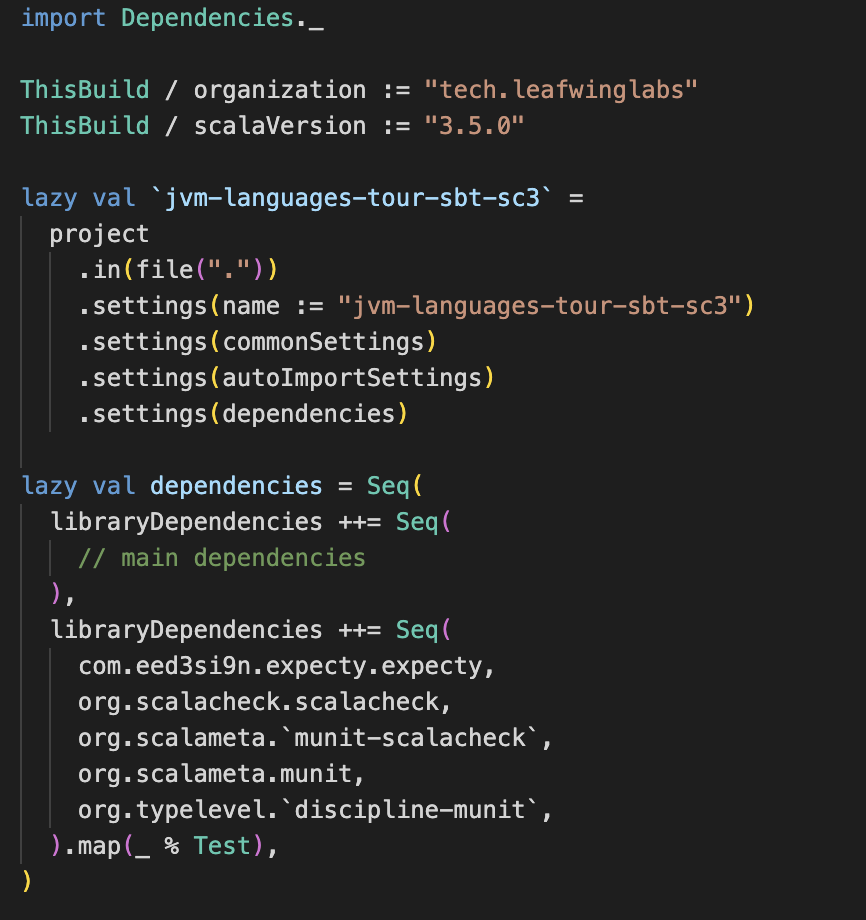 import Dependencies._

ThisBuild / organization := "tech.leafwinglabs"
ThisBuild / scalaVersion := "3.5.0"

lazy val `jvm-languages-tour-sbt-sc3` =
  project
    .in(file("."))
    .settings(name := "jvm-languages-tour-sbt-sc3")
    .settings(commonSettings)
    .settings(autoImportSettings)
    .settings(dependencies)

lazy val dependencies = Seq(
  libraryDependencies ++= Seq(
    // main dependencies
  ),
  libraryDependencies ++= Seq(
    com.eed3si9n.expecty.expecty,
    org.scalacheck.scalacheck,
    org.scalameta.`munit-scalacheck`,
    org.scalameta.munit,
    org.typelevel.`discipline-munit`,
  ).map(_ % Test),
)